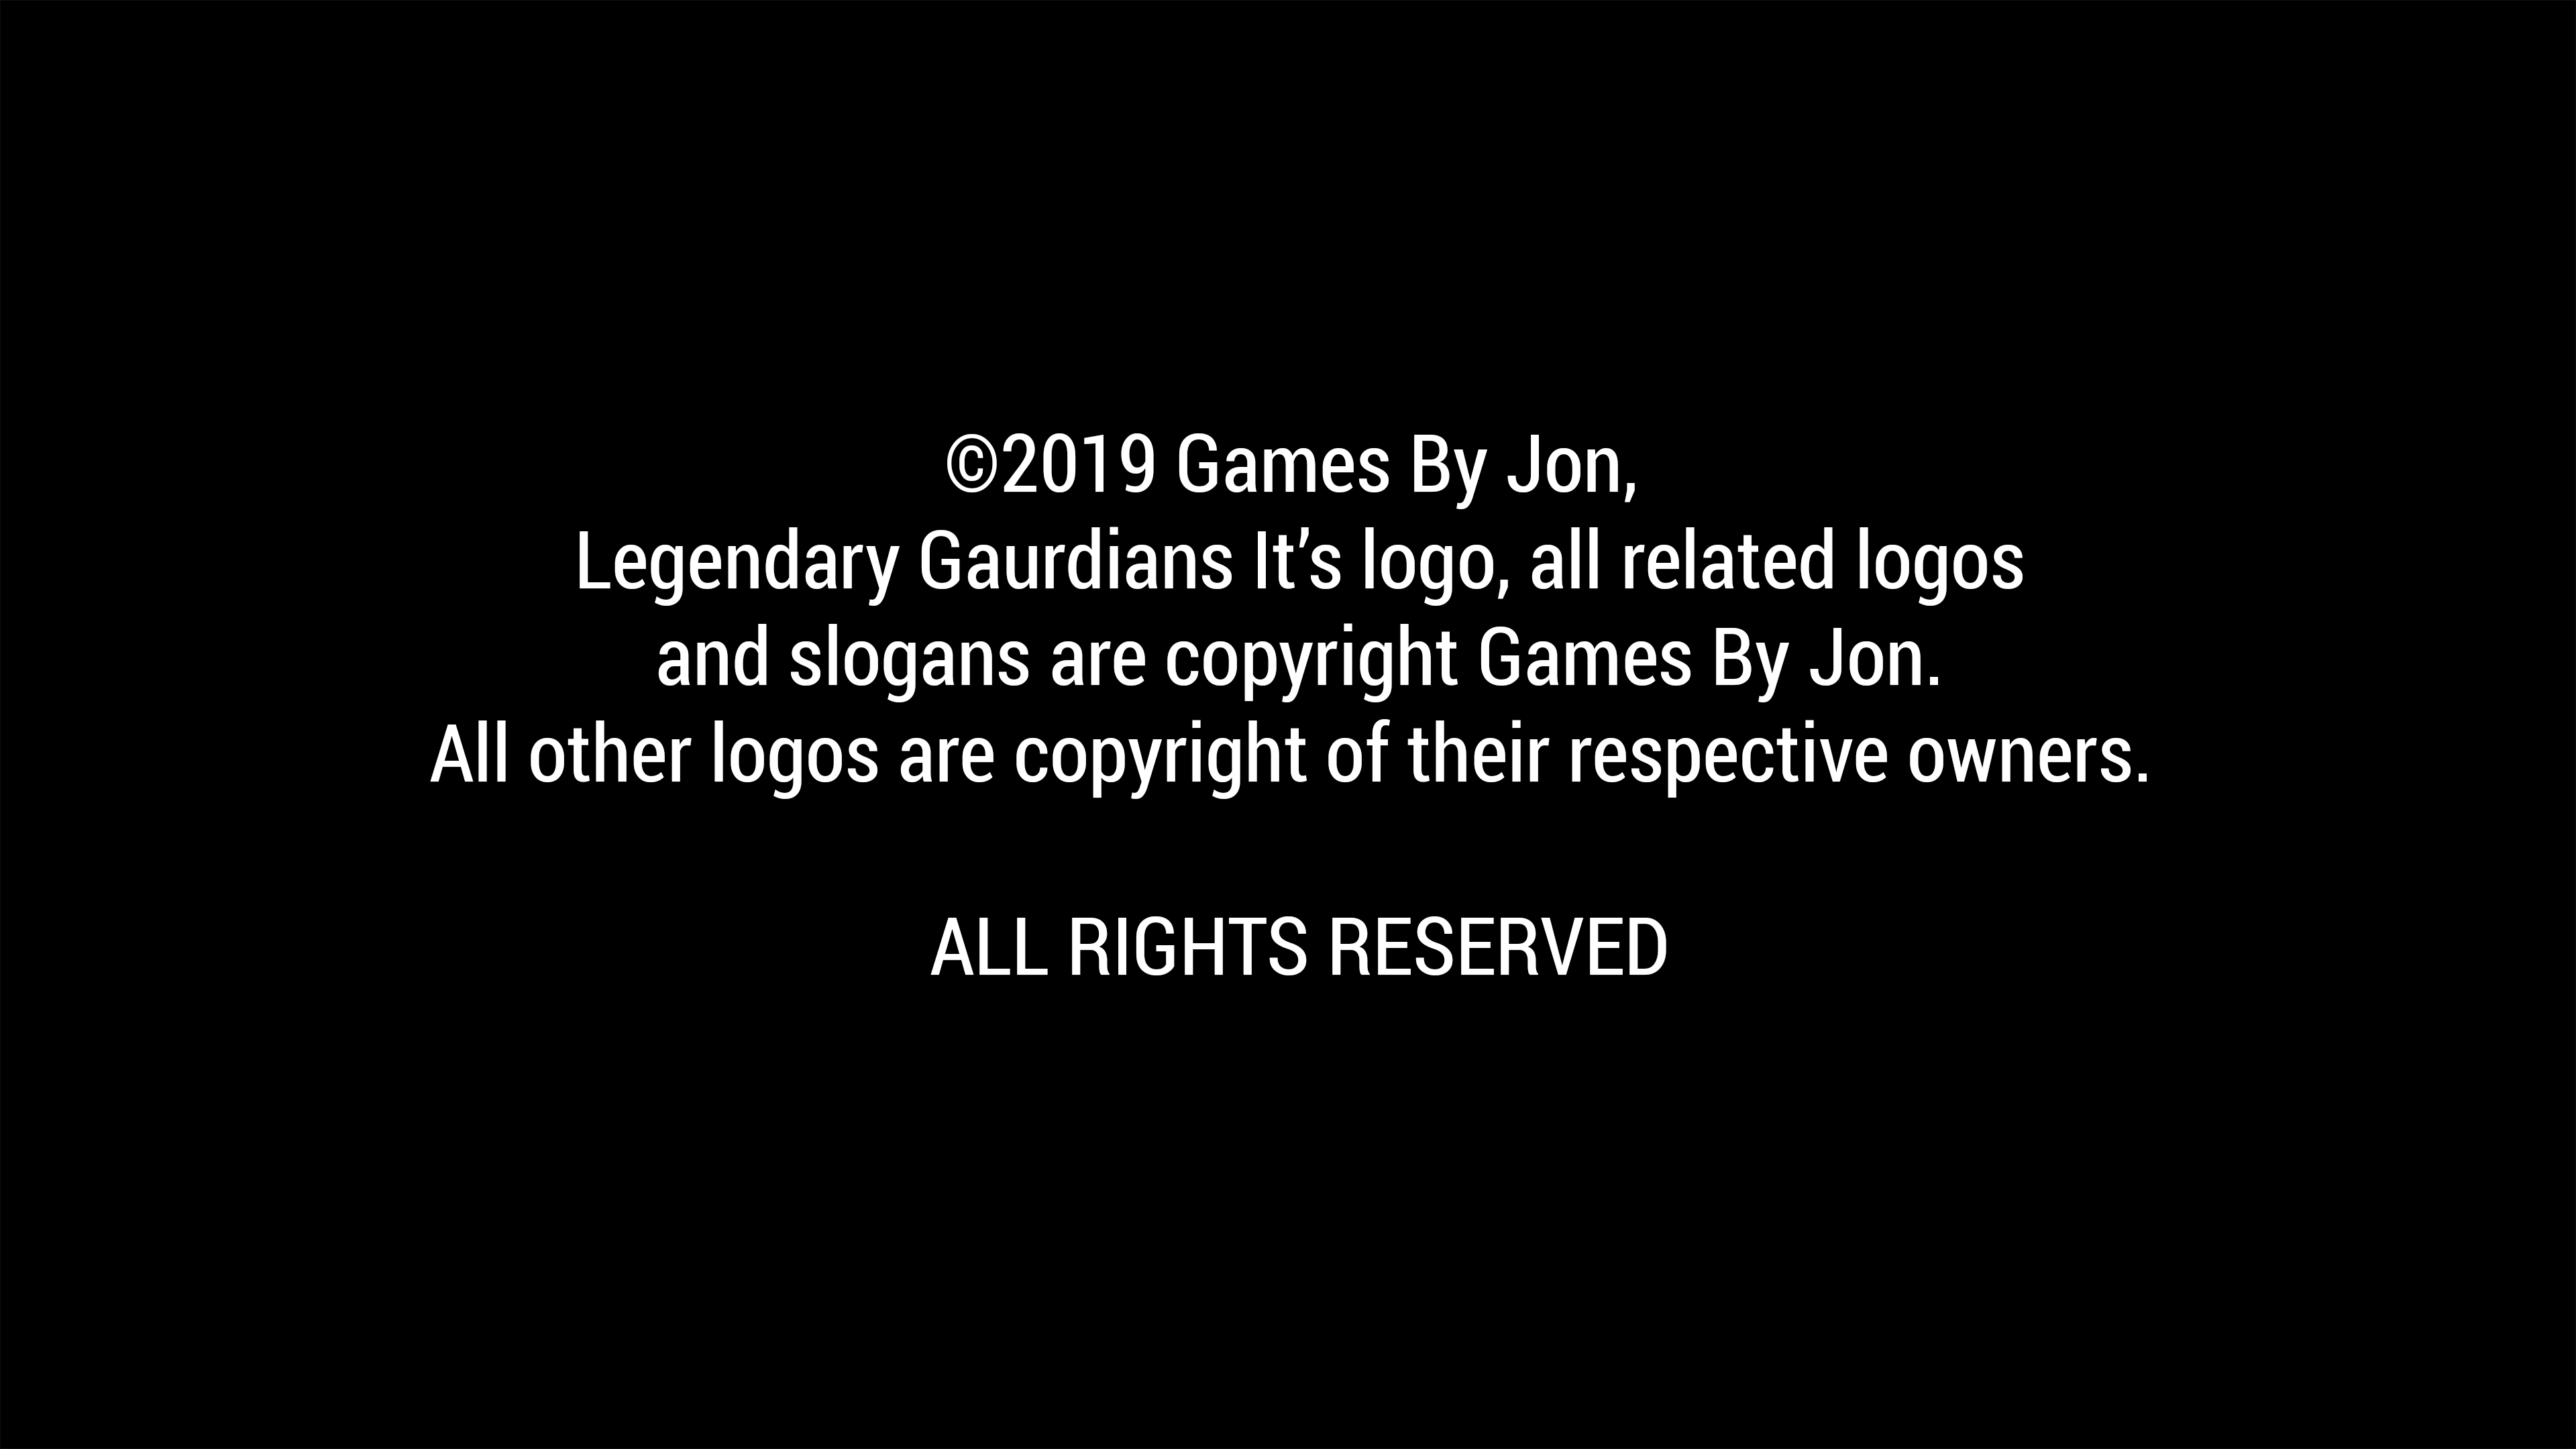 ©2019 Games By Jon,
Legendary Gaurdians It’s logo, all related logos
and slogans are copyright Games By Jon.
All other logos are copyright of their respective owners.
ALL RIGHTS RESERVED